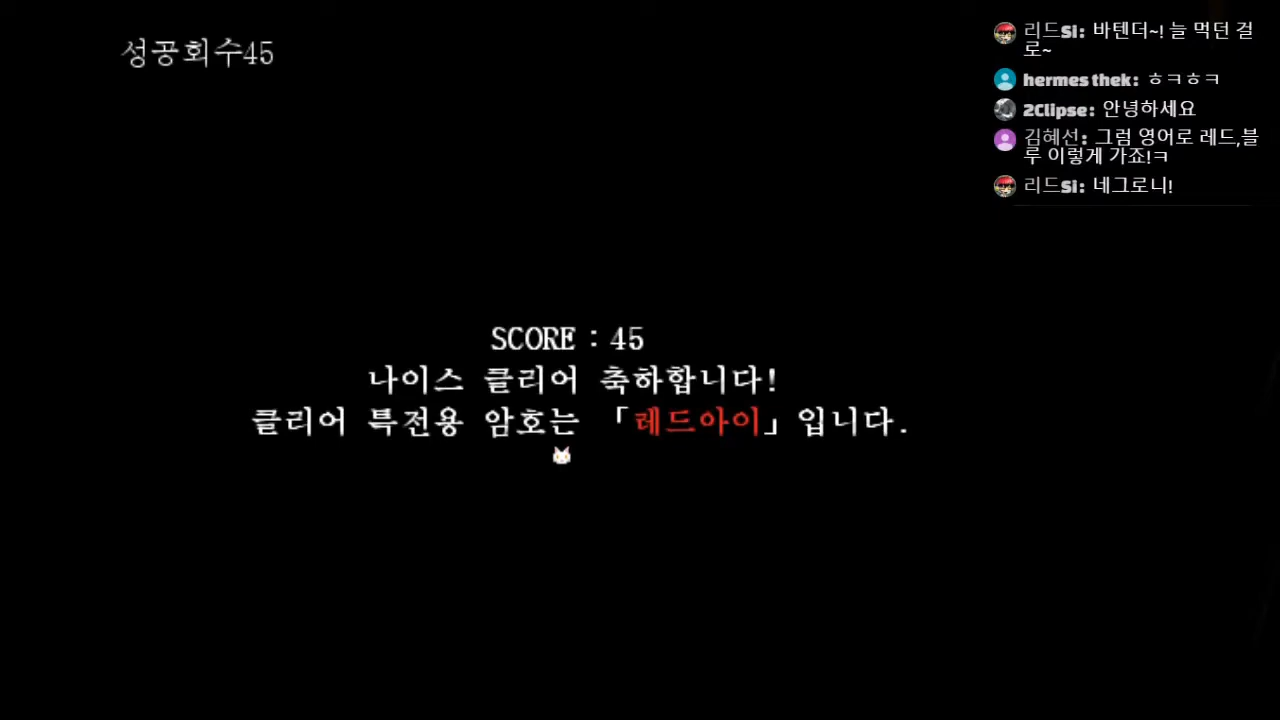 성공회수45
SCORE : 45
나이스 클리어 축하합니다!
클리어 특전용 암호는 「레드아이」입니다.
리드Si: 바텐더~! 늘 먹던 걸
로~
hermes thek: ㅎㅋㅎㅋ
2Clipse: 안녕하세요
김혜선: 그럼 영어로 레드,블
루 이렇게 가죠!ㅋ
리드Si: 네그로니!